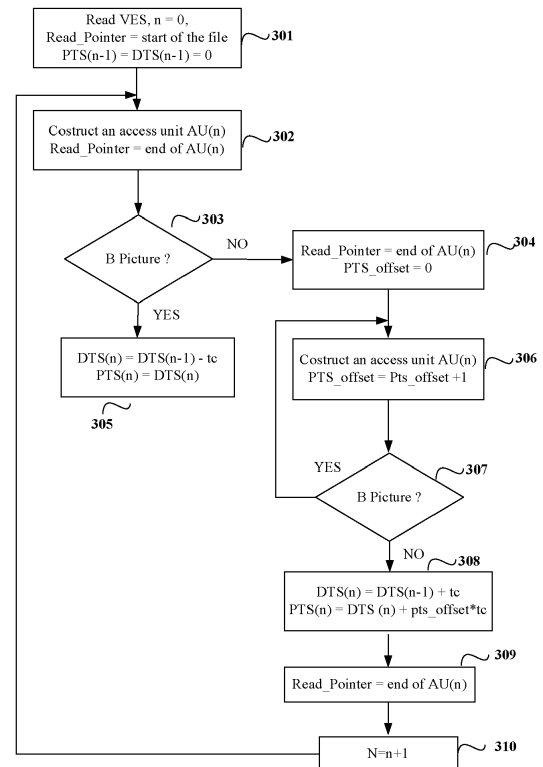 Read VES, n = 0,
Read_Pointer = start of the file
PTS(n-1) = DTS(n-1) = 0
301
Costruct an access unit AU(n)
Read_Pointer = end of AU(n)
302
303
B Picture ?
NO
YES
Read_Pointer = end of AU(n)
PTS_offset = 0
304
DTS(n) = DTS(n-1) - tc
PTS(n) = DTS(n)
305
Costruct an access unit AU(n)
PTS_offset = Pts_offset +1
306
YES
307
B Picture ?
NO
308
DTS(n) = DTS(n-1) + tc
PTS(n) = DTS (n) + pts_offset*tc
309
Read_Pointer = end of AU(n)
310
N=n+1